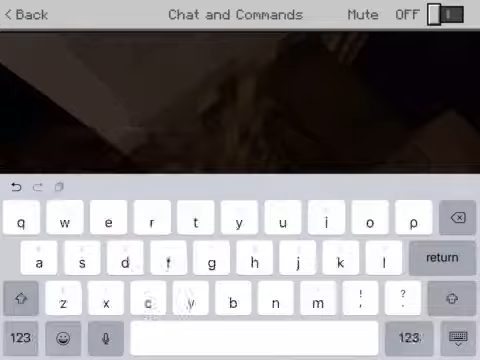 < Back Chat and Commands Mute OFF
q w e r t y u i o p
a s d f g h j k l return
z x c v b n m ! , ? .
123 123